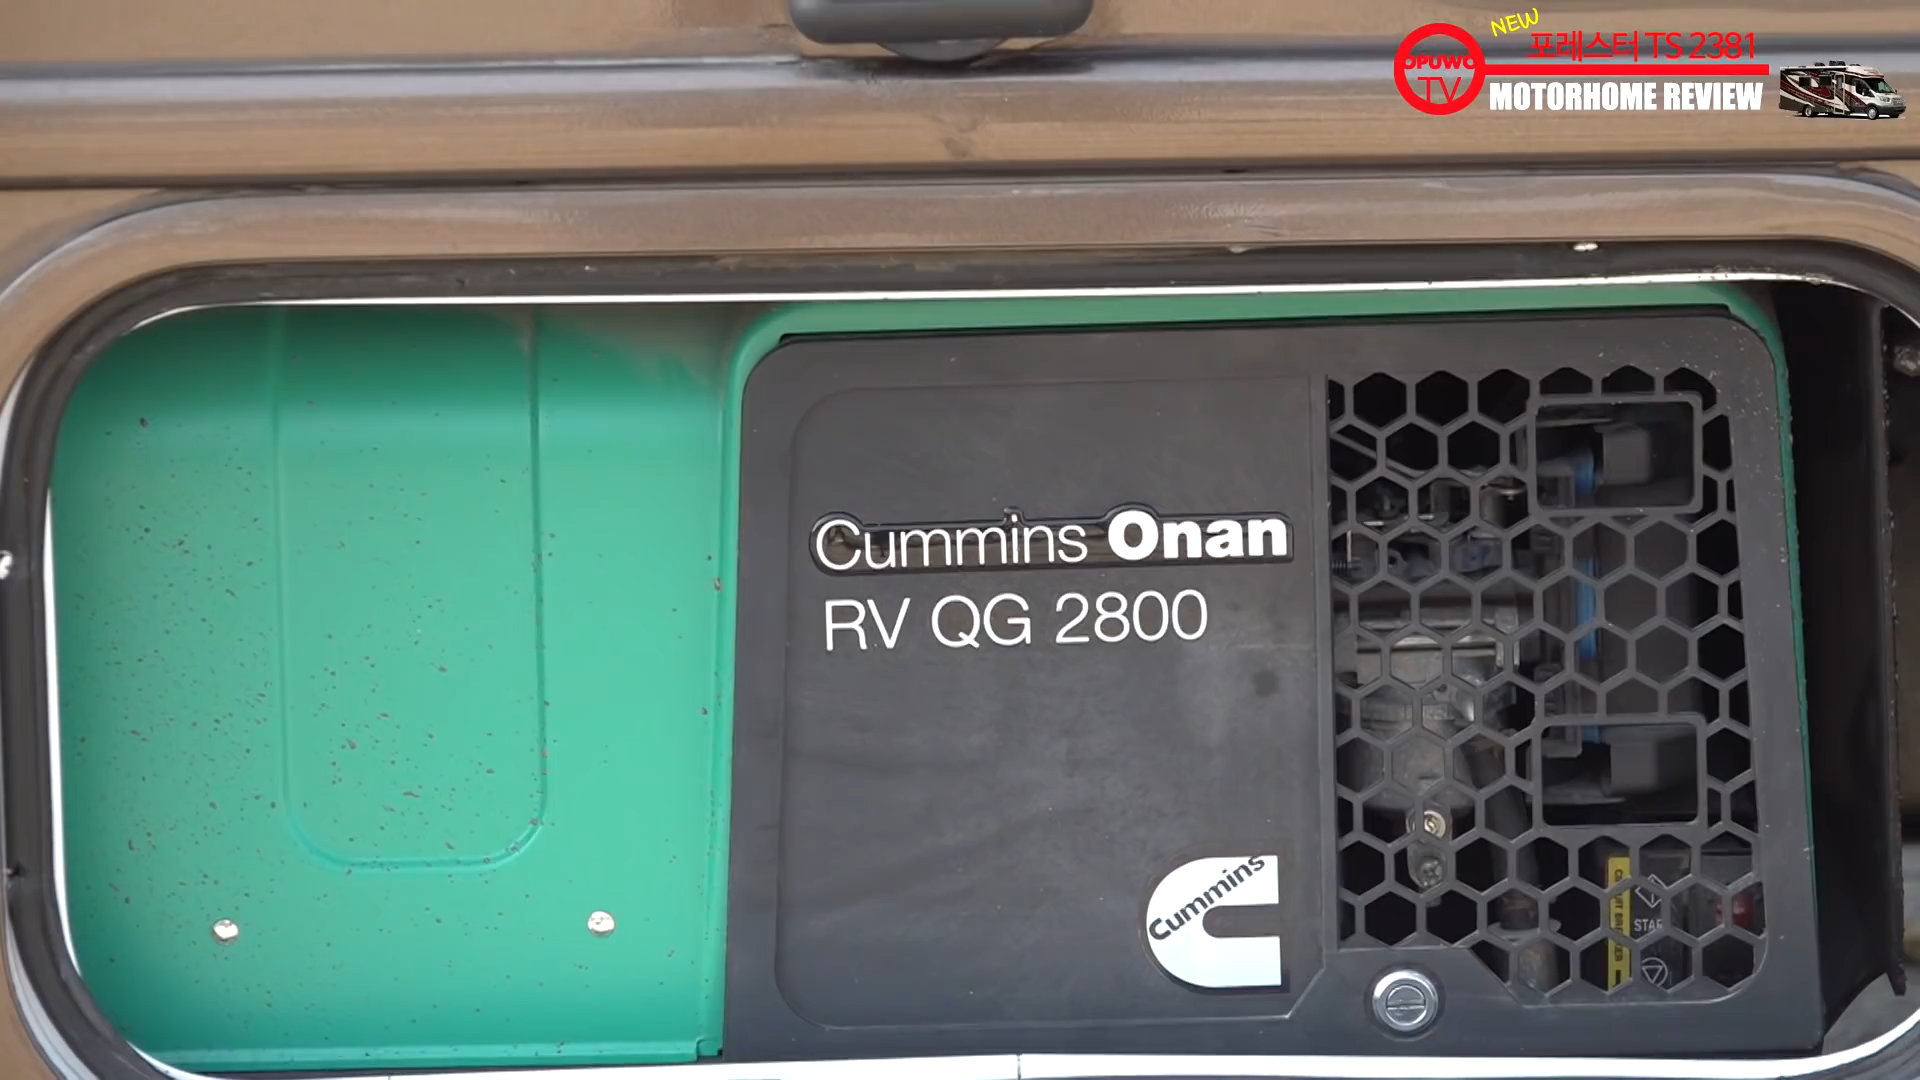 NEW
포레스터 TS 2381
OPUWO
TV
MOTORHOME REVIEW
Cummins Onan
RV QG 2800
Cummins